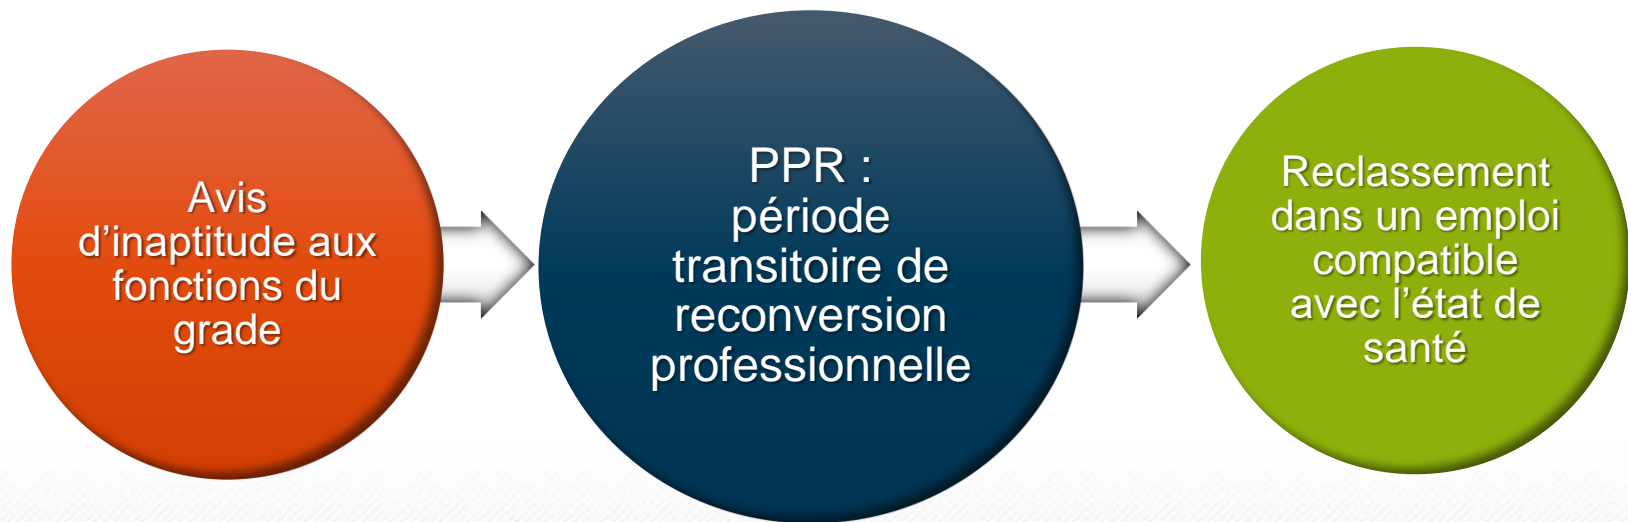 Avis
d’inaptitude aux
fonctions du
grade
PPR :
période
transitoire de
reconversion
professionnelle
Reclassement
dans un emploi
compatible
avec l’état de
santé